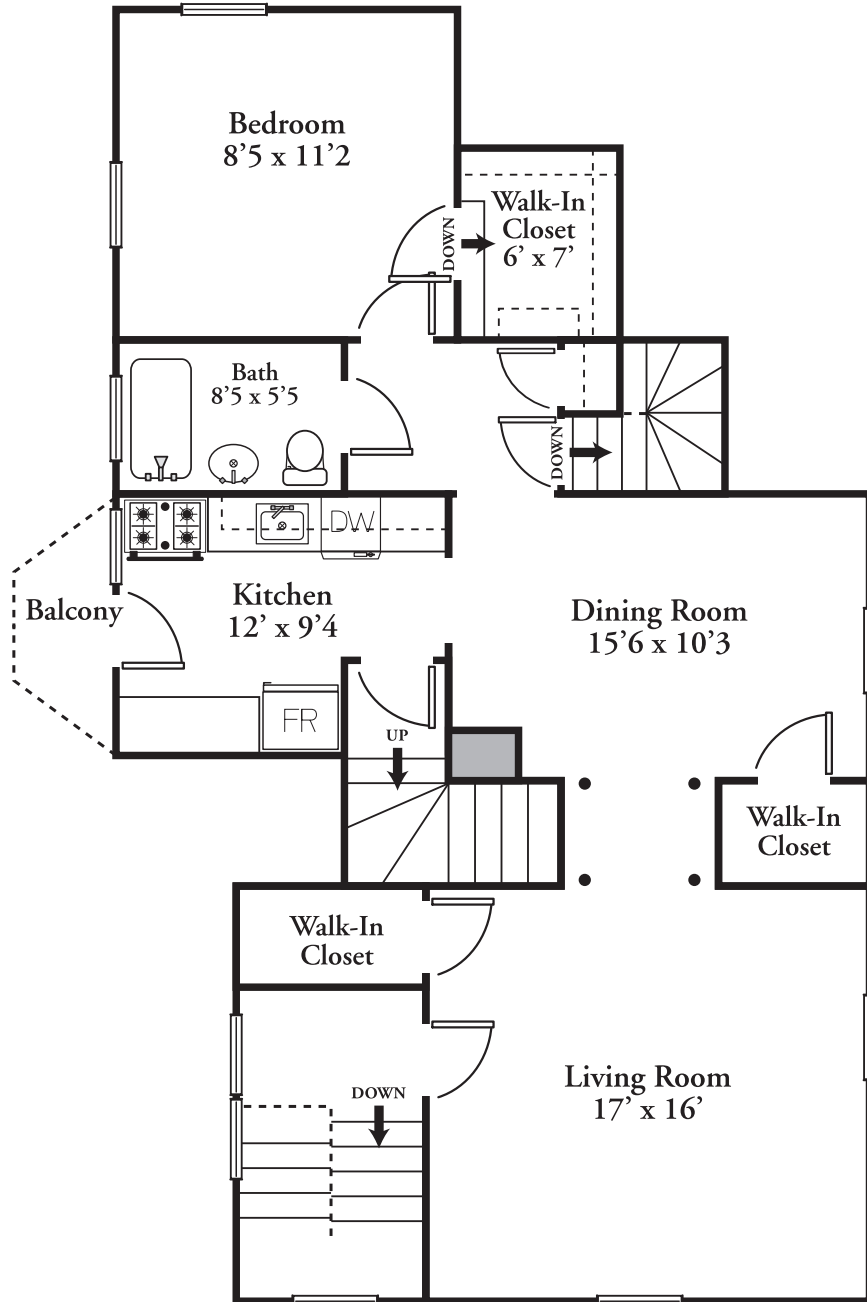 Bedroom
8’5 x 11’2
Walk-In
Closet
6’ x 7’
DOWN
Bath
8’5 x 5’5
DOWN
DW
Balcony
Kitchen
12’ x 9’4
Dining Room
15’6 x 10’3
FR
UP
Walk-In
Closet
Walk-In
Closet
Living Room
17’ x 16’
DOWN